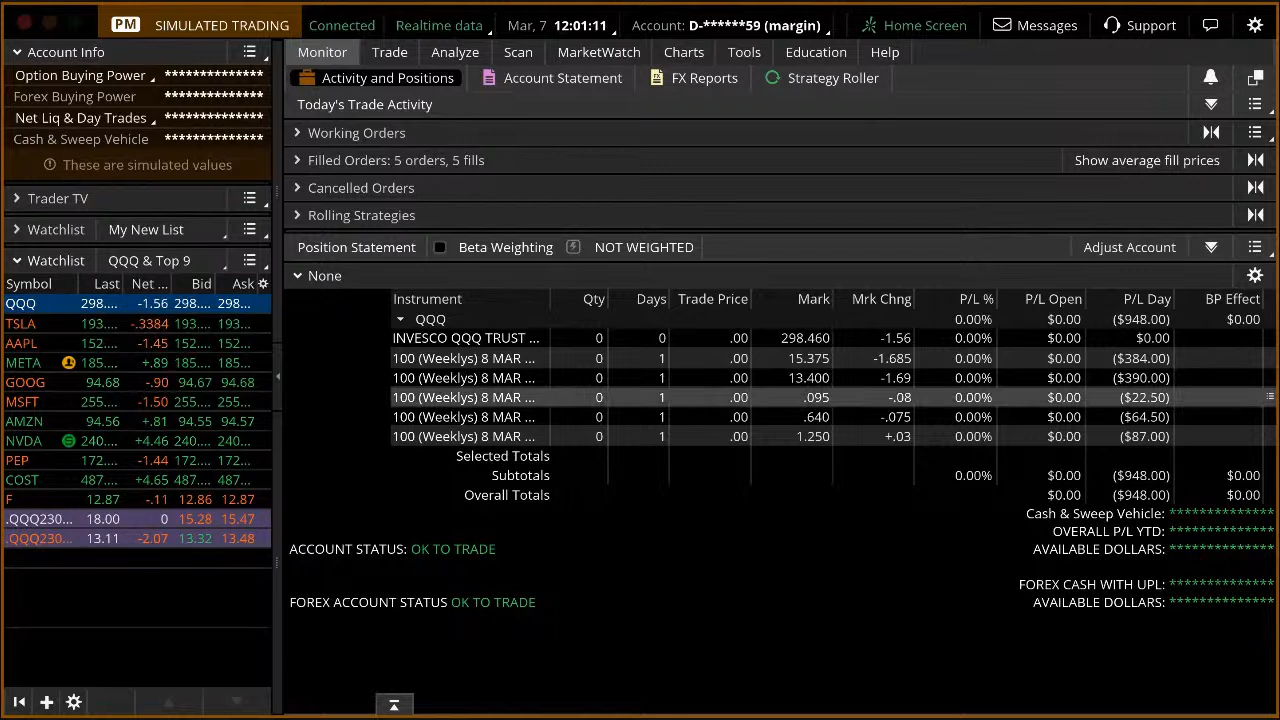 PM SIMULATED TRADING Connected Realtime data Mar, 7 12:01:11 Account: D-******59 (margin) Home Screen Messages Support
Account Info
Option Buying Power **************
Forex Buying Power **************
Net Liq & Day Trades **************
Cash & Sweep Vehicle **************
These are simulated values
Trader TV
Watchlist My New List
Watchlist QQQ & Top 9
Symbol Last Net ... Bid Ask
QQQ 298.... -1.56 298... 298...
TSLA 193.... -.3384 193... 193...
AAPL 152.... -1.45 152... 152...
META 185.... +.89 185... 185...
GOOG 94.68 -.90 94.67 94.68
MSFT 255.... -1.50 255... 255...
AMZN 94.56 +.81 94.55 94.57
NVDA 240.... +4.46 240... 240...
PEP 172.... -1.44 172... 172...
COST 487.... +4.65 487... 487...
F 12.87 -.11 12.86 12.87
.QQQ230... 18.00 0 15.28 15.47
.QQQ230... 13.11 -2.07 13.32 13.48
Monitor Trade Analyze Scan MarketWatch Charts Tools Education Help
Activity and Positions Account Statement FX Reports Strategy Roller
Today's Trade Activity
Working Orders
Filled Orders: 5 orders, 5 fills Show average fill prices
Cancelled Orders
Rolling Strategies
Position Statement Beta Weighting NOT WEIGHTED Adjust Account
None
Instrument Qty Days Trade Price Mark Mrk Chng P/L % P/L Open P/L Day BP Effect
QQQ 0.00% $0.00 ($948.00) $0.00
INVESCO QQQ TRUST ... 0 0 .00 298.460 -1.56 0.00% $0.00 $0.00
100 (Weeklys) 8 MAR ... 0 1 .00 15.375 -1.685 0.00% $0.00 ($384.00)
100 (Weeklys) 8 MAR ... 0 1 .00 13.400 -1.69 0.00% $0.00 ($390.00)
100 (Weeklys) 8 MAR ... 0 1 .00 .095 -.08 0.00% $0.00 ($22.50)
100 (Weeklys) 8 MAR ... 0 1 .00 .640 -.075 0.00% $0.00 ($64.50)
100 (Weeklys) 8 MAR ... 0 1 .00 1.250 +.03 0.00% $0.00 ($87.00)
Selected Totals
Subtotals 0.00% $0.00 ($948.00) $0.00
Overall Totals $0.00 ($948.00) $0.00
Cash & Sweep Vehicle: **************
OVERALL P/L YTD: **************
ACCOUNT STATUS: OK TO TRADE AVAILABLE DOLLARS: **************
FOREX CASH WITH UPL: **************
FOREX ACCOUNT STATUS OK TO TRADE AVAILABLE DOLLARS: **************